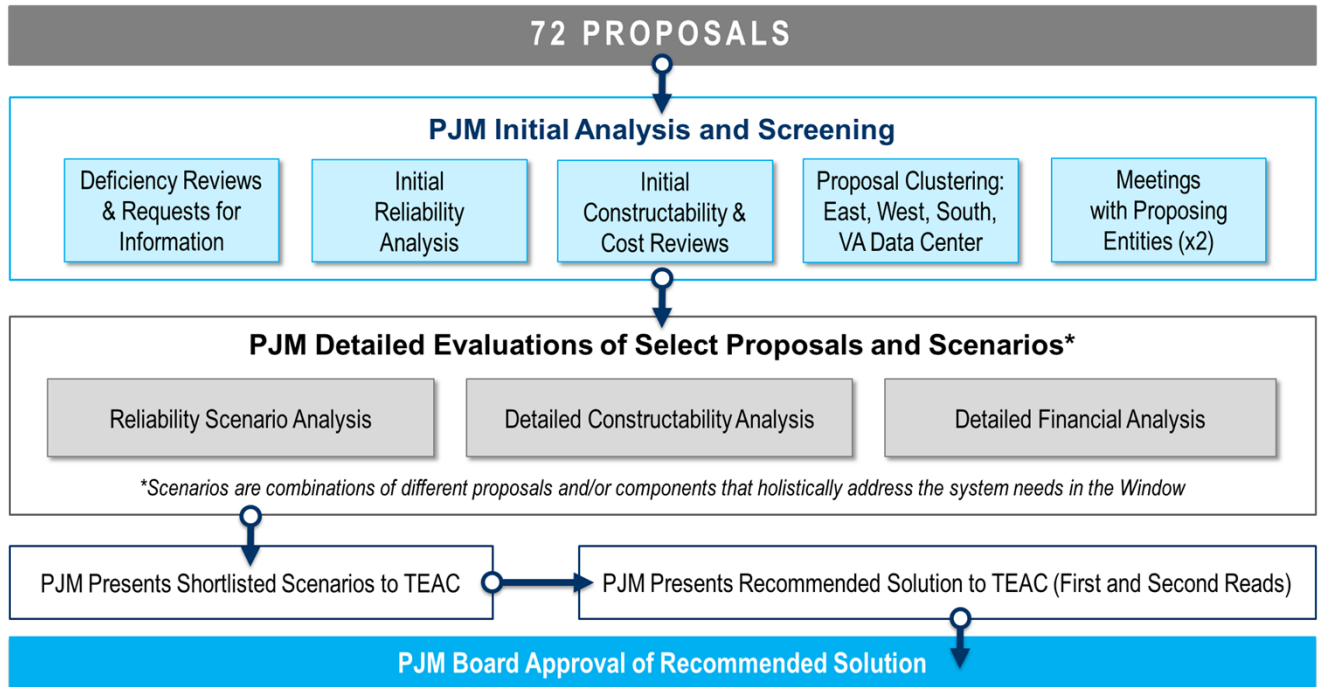 72 PROPOSALS
PJM Initial Analysis and Screening
Deficiency Reviews
& Requests for
Information
Initial
Reliability
Analysis
Initial
Constructability &
Cost Reviews
Proposal Clustering:
East, West, South,
VA Data Center
Meetings
with Proposing
Entities (x2)
PJM Detailed Evaluations of Select Proposals and Scenarios*
Reliability Scenario Analysis
Detailed Constructability Analysis
Detailed Financial Analysis
*Scenarios are combinations of different proposals and/or components that holistically address the system needs in the Window
PJM Presents Shortlisted Scenarios to TEAC
PJM Presents Recommended Solution to TEAC (First and Second Reads)
PJM Board Approval of Recommended Solution